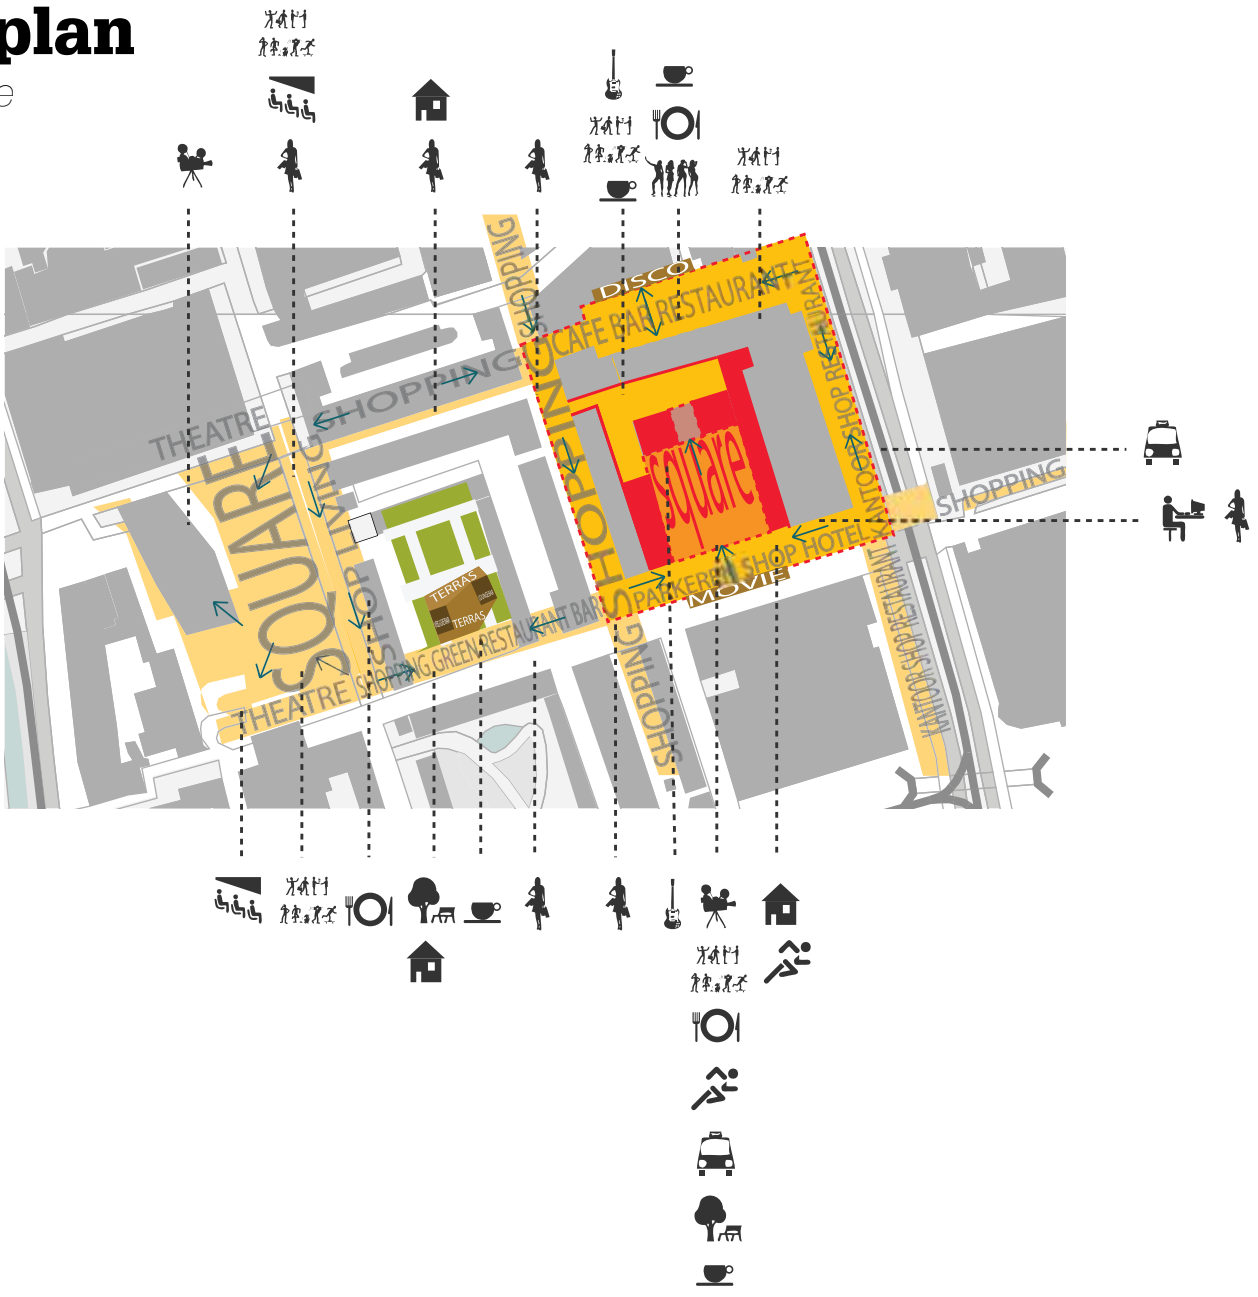 plan
e
SHOPPING
DISCO
CAFE BAR RESTAURANT
SHOPPING
THEATRE
SHOPPING
SQUARE
SHOP LIVING
square
KANTOOR SHOP RESTAURANT
SHOPPING
PARKEREN SHOP HOTEL
MOVIE
TERRAS
TERRAS
THEATRE SHOPPING GREEN RESTAURANT BAR
SHOPPING
KANTOOR SHOP RESTAURANT